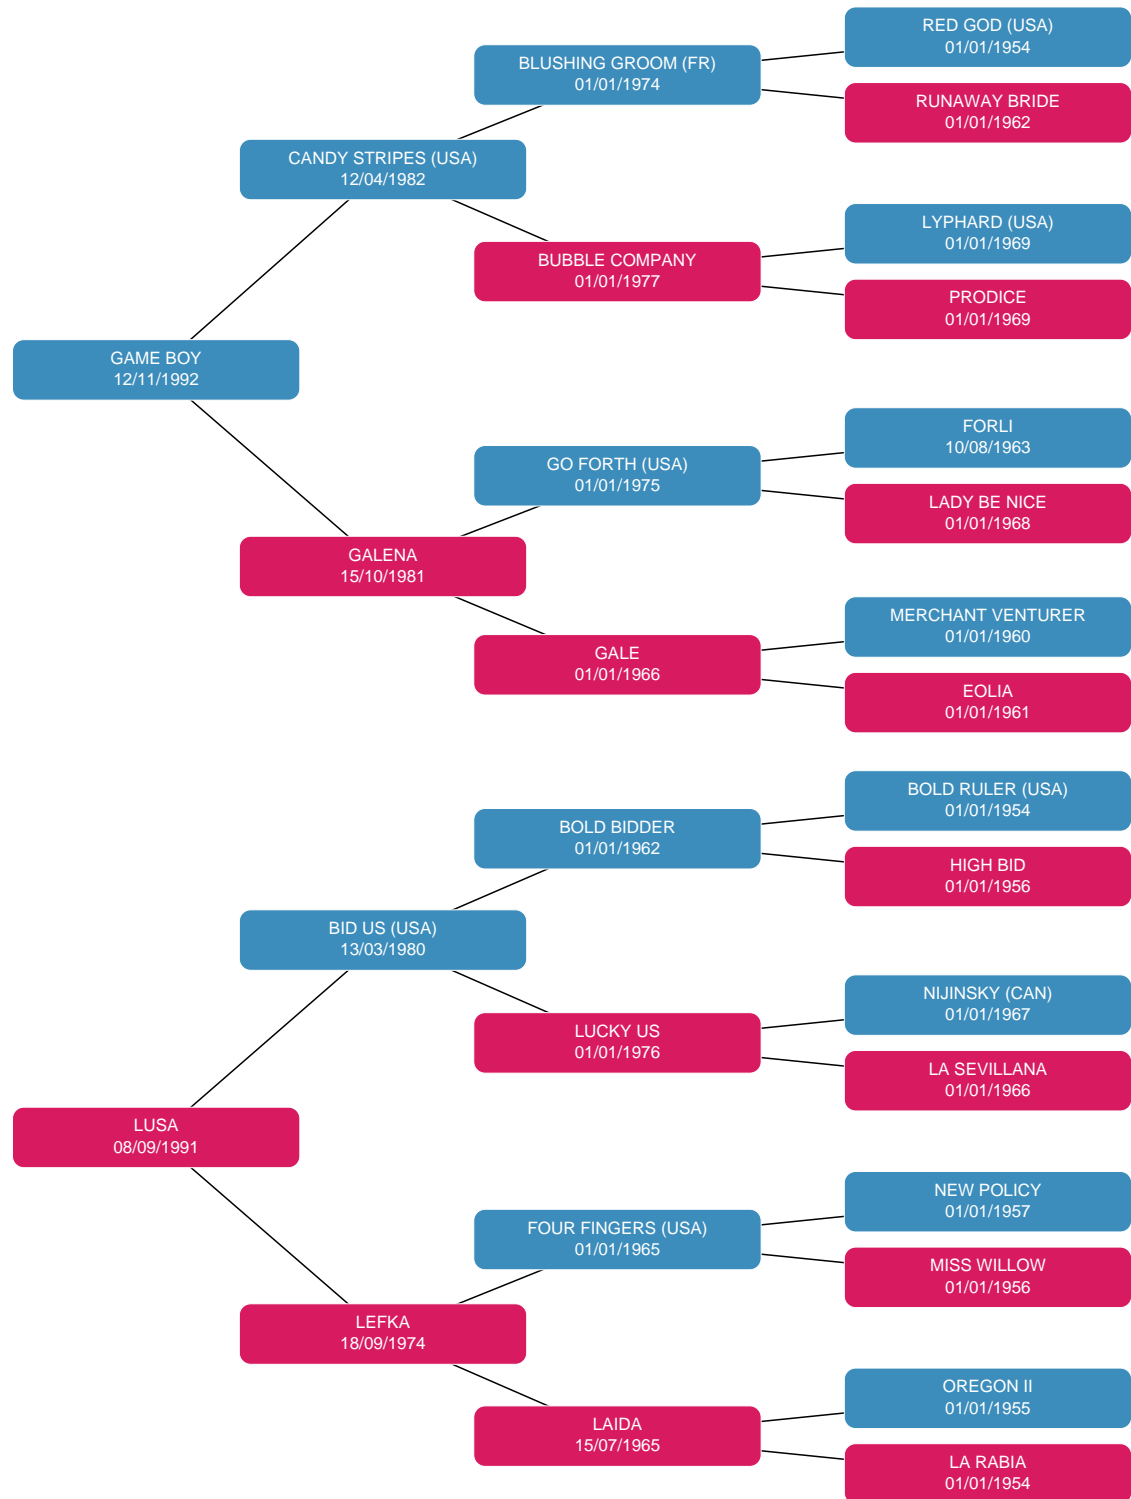 RED GOD (USA)
01/01/1954
BLUSHING GROOM (FR)
01/01/1974
RUNAWAY BRIDE
01/01/1962
CANDY STRIPES (USA)
12/04/1982
LYPHARD (USA)
01/01/1969
BUBBLE COMPANY
01/01/1977
PRODICE
01/01/1969
GAME BOY
12/11/1992
FORLI
10/08/1963
GO FORTH (USA)
01/01/1975
LADY BE NICE
01/01/1968
GALENA
15/10/1981
MERCHANT VENTURER
01/01/1960
GALE
01/01/1966
EOLIA
01/01/1961
BOLD RULER (USA)
01/01/1954
BOLD BIDDER
01/01/1962
HIGH BID
01/01/1956
BID US (USA)
13/03/1980
NIJINSKY (CAN)
01/01/1967
LUCKY US
01/01/1976
LA SEVILLANA
01/01/1966
LUSA
08/09/1991
NEW POLICY
01/01/1957
FOUR FINGERS (USA)
01/01/1965
MISS WILLOW
01/01/1956
LEFKA
18/09/1974
OREGON II
01/01/1955
LAIDA
15/07/1965
LA RABIA
01/01/1954